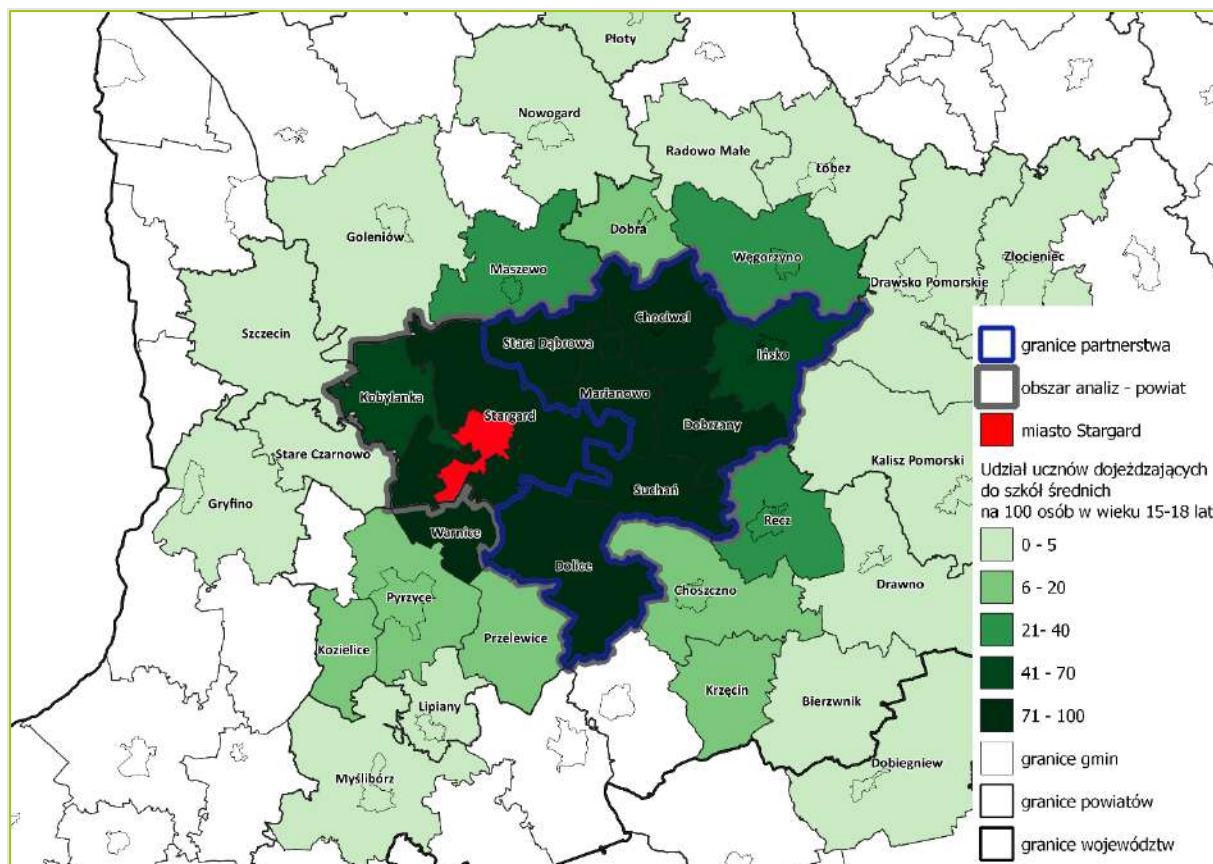 Płoty
Nowogard
Radowo Małe
Łobez
Goleniów
Dobra
Maszewo
Węgorzyno
Drawsko Pomorskie
Złocieniec
Szczecin
Chociwel
Stara Dąbrowa
Ińsko
Kobylanka
Marianowo
Stargard
Dobrzany
Stare Czarnowo
Kalisz Pomorski
Gryfino
Suchań
Recz
Warnice
Dolice
Drawno
Pyrzyce
Choszczno
Kozielice
Przelewice
Krzęcin
Bierzwnik
Lipiany
Myślibórz
Dobiegniew
granice partnerstwa
obszar analiz - powiat
miasto Stargard
Udział ucznów dojeżdzających
do szkół średnich
na 100 osób w wieku 15-18 lat
0 - 5
6 - 20
21- 40
41 - 70
71 - 100
granice gmin
granice powiatów
granice województw